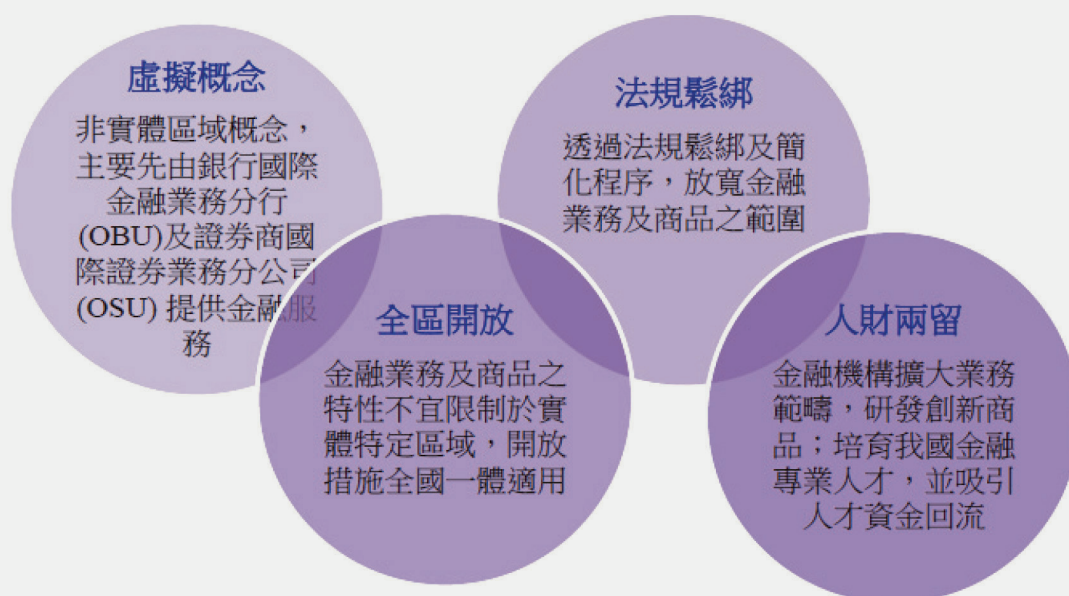 虛擬概念
非實體區域概念，
主要先由銀行國際
金融業務分行
(OBU)及證券商國
際證券業務分公司
(OSU) 提供金融服
務
全區開放
金融業務及商品之
特性不宜限制於實
體特定區域，開放
措施全國一體適用
法規鬆綁
透過法規鬆綁及簡
化程序，放寬金融
業務及商品之範圍
人財兩留
金融機構擴大業務
範疇，研發創新商
品；培育我國金融
專業人才，並吸引
人才資金回流